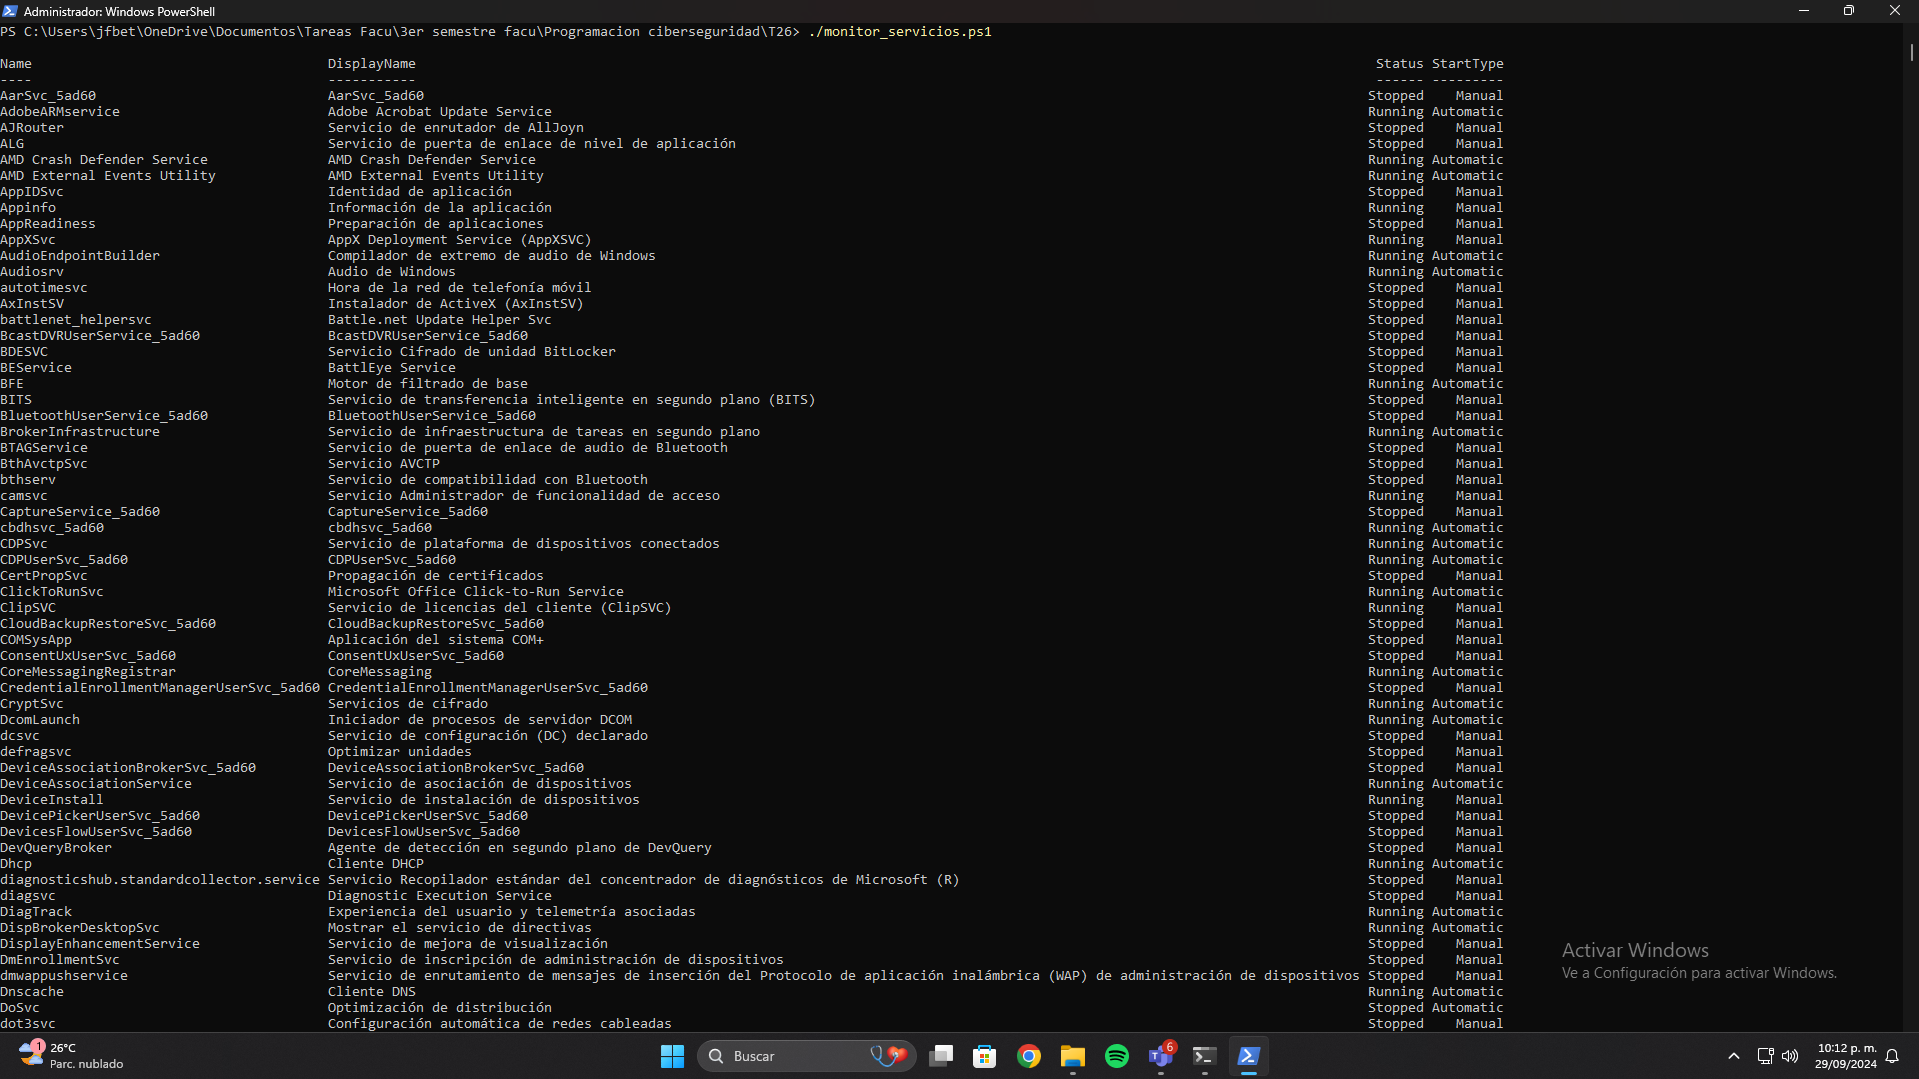 Administrador: Windows PowerShell
PS C:\Users\jfbet\OneDrive\Documentos\Tareas Facu\3er semestre facu\Programacion ciberseguridad\T26> ./monitor_servicios.ps1
Name DisplayName Status StartType
---- ----------- ------ ---------
AarSvc_5ad60 AarSvc_5ad60 Stopped Manual
AdobeARMservice Adobe Acrobat Update Service Running Automatic
AJRouter Servicio de enrutador de AllJoyn Stopped Manual
ALG Servicio de puerta de enlace de nivel de aplicación Stopped Manual
AMD Crash Defender Service AMD Crash Defender Service Running Automatic
AMD External Events Utility AMD External Events Utility Running Automatic
AppIDSvc Identidad de aplicación Stopped Manual
Appinfo Información de la aplicación Running Manual
AppReadiness Preparación de aplicaciones Stopped Manual
AppXSvc AppX Deployment Service (AppXSVC) Running Manual
AudioEndpointBuilder Compilador de extremo de audio de Windows Running Automatic
Audiosrv Audio de Windows Running Automatic
autotimesvc Hora de la red de telefonía móvil Stopped Manual
AxInstSV Instalador de ActiveX (AxInstSV) Stopped Manual
battlenet_helpersvc Battle.net Update Helper Svc Stopped Manual
BcastDVRUserService_5ad60 BcastDVRUserService_5ad60 Stopped Manual
BDESVC Servicio Cifrado de unidad BitLocker Stopped Manual
BEService BattlEye Service Stopped Manual
BFE Motor de filtrado de base Running Automatic
BITS Servicio de transferencia inteligente en segundo plano (BITS) Stopped Manual
BluetoothUserService_5ad60 BluetoothUserService_5ad60 Stopped Manual
BrokerInfrastructure Servicio de infraestructura de tareas en segundo plano Running Automatic
BTAGService Servicio de puerta de enlace de audio de Bluetooth Stopped Manual
BthAvctpSvc Servicio AVCTP Stopped Manual
bthserv Servicio de compatibilidad con Bluetooth Stopped Manual
camsvc Servicio Administrador de funcionalidad de acceso Running Manual
CaptureService_5ad60 CaptureService_5ad60 Stopped Manual
cbdhsvc_5ad60 cbdhsvc_5ad60 Running Automatic
CDPSvc Servicio de plataforma de dispositivos conectados Running Automatic
CDPUserSvc_5ad60 CDPUserSvc_5ad60 Running Automatic
CertPropSvc Propagación de certificados Stopped Manual
ClickToRunSvc Microsoft Office Click-to-Run Service Running Automatic
ClipSVC Servicio de licencias del cliente (ClipSVC) Running Manual
CloudBackupRestoreSvc_5ad60 CloudBackupRestoreSvc_5ad60 Stopped Manual
COMSysApp Aplicación del sistema COM+ Stopped Manual
ConsentUxUserSvc_5ad60 ConsentUxUserSvc_5ad60 Stopped Manual
CoreMessagingRegistrar CoreMessaging Running Automatic
CredentialEnrollmentManagerUserSvc_5ad60 CredentialEnrollmentManagerUserSvc_5ad60 Stopped Manual
CryptSvc Servicios de cifrado Running Automatic
DcomLaunch Iniciador de procesos de servidor DCOM Running Automatic
dcsvc Servicio de configuración (DC) declarado Stopped Manual
defragsvc Optimizar unidades Stopped Manual
DeviceAssociationBrokerSvc_5ad60 DeviceAssociationBrokerSvc_5ad60 Stopped Manual
DeviceAssociationService Servicio de asociación de dispositivos Running Automatic
DeviceInstall Servicio de instalación de dispositivos Running Manual
DevicePickerUserSvc_5ad60 DevicePickerUserSvc_5ad60 Stopped Manual
DevicesFlowUserSvc_5ad60 DevicesFlowUserSvc_5ad60 Stopped Manual
DevQueryBroker Agente de detección en segundo plano de DevQuery Stopped Manual
Dhcp Cliente DHCP Running Automatic
diagnosticshub.standardcollector.service Servicio Recopilador estándar del concentrador de diagnósticos de Microsoft (R) Stopped Manual
diagsvc Diagnostic Execution Service Stopped Manual
DiagTrack Experiencia del usuario y telemetría asociadas Running Automatic
DispBrokerDesktopSvc Mostrar el servicio de directivas Running Automatic
DisplayEnhancementService Servicio de mejora de visualización Stopped Manual
DmEnrollmentSvc Servicio de inscripción de administración de dispositivos Stopped Manual
dmwappushservice Servicio de enrutamiento de mensajes de inserción del Protocolo de aplicación inalámbrica (WAP) de administración de dispositivos Stopped Manual
Dnscache Cliente DNS Running Automatic
DoSvc Optimización de distribución Stopped Automatic
dot3svc Configuración automática de redes cableadas Stopped Manual
Activar Windows
Ve a Configuración para activar Windows.
1
26°C
Parc. nublado
Buscar
6
10:12 p. m.
29/09/2024